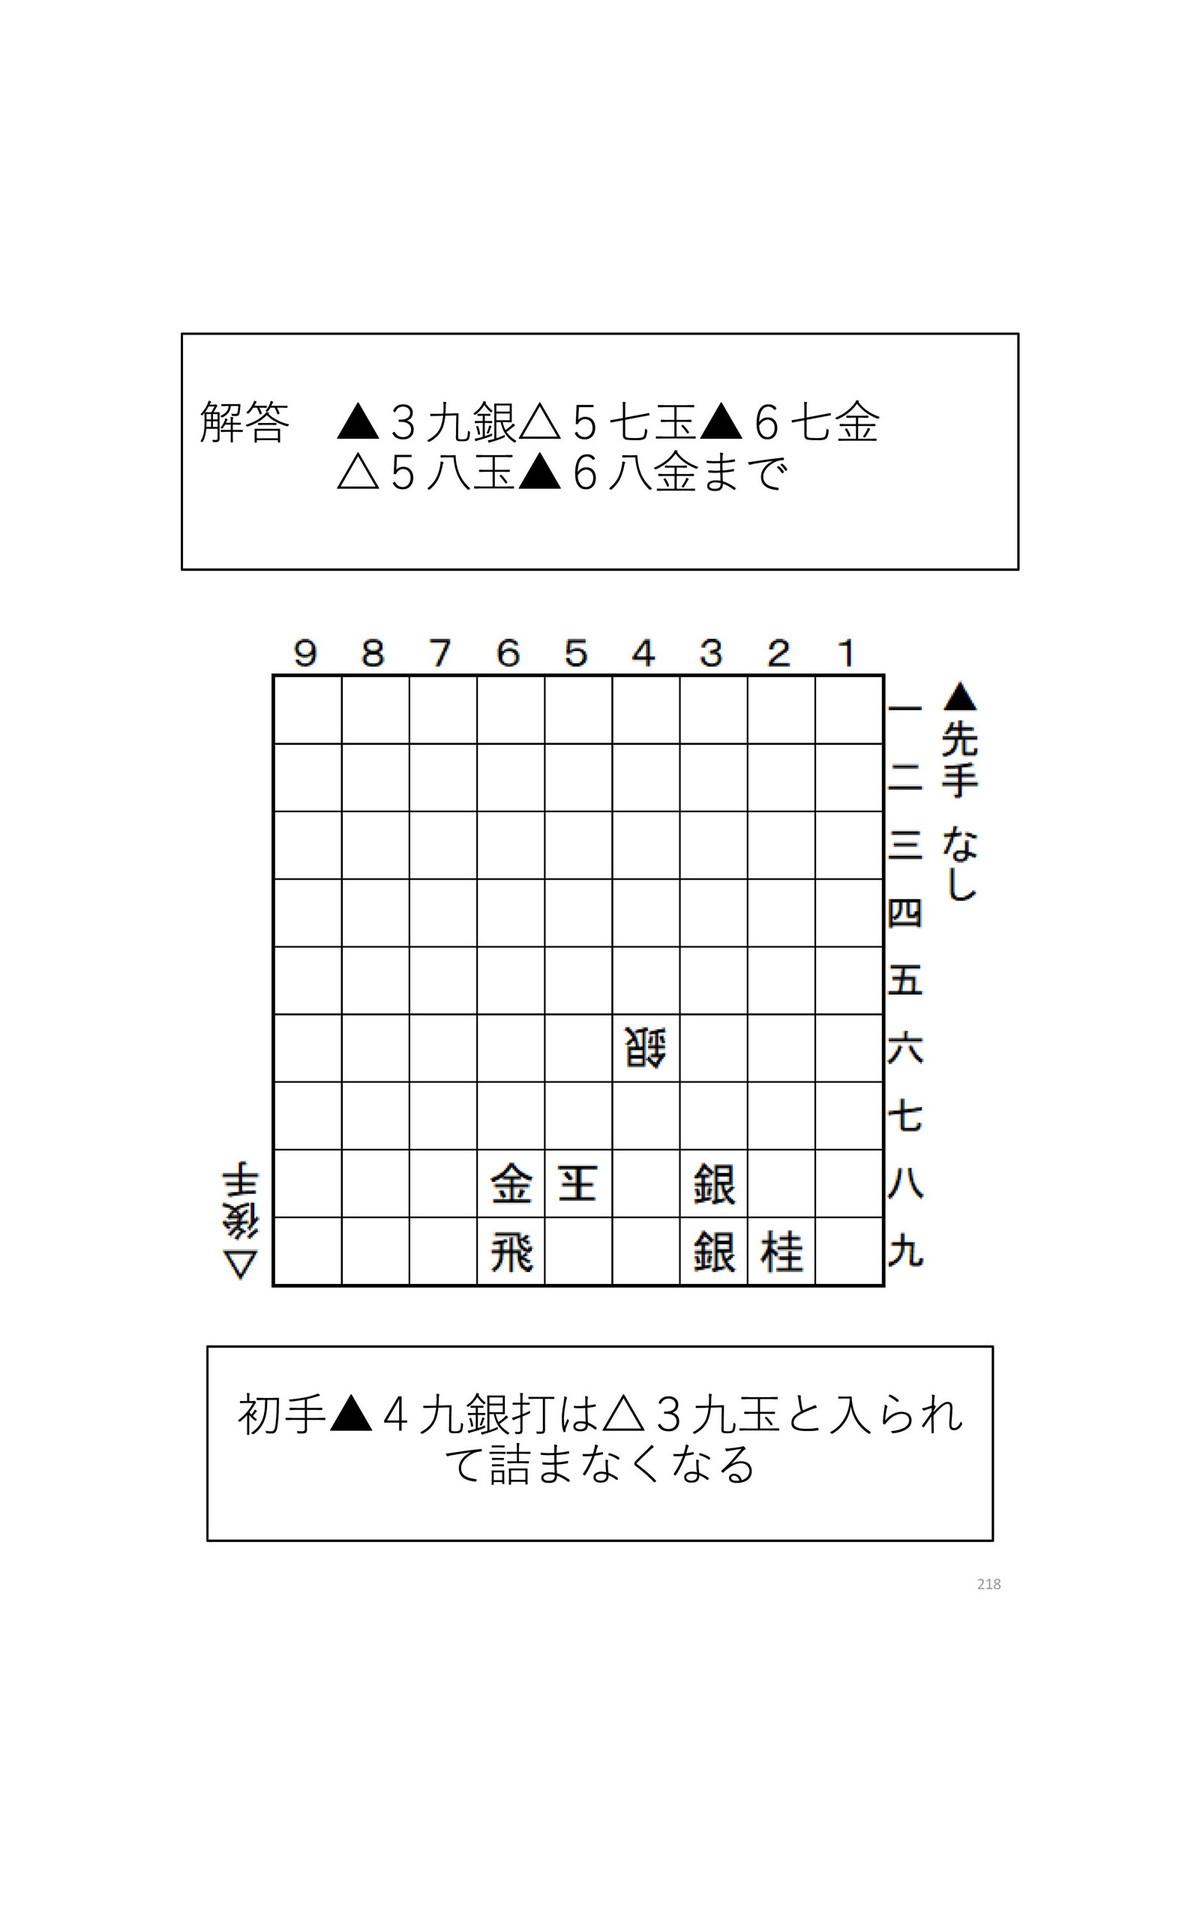 解答　▲３九銀△５七玉▲６七金
△５八玉▲６八金まで
９ ８ ７ ６ ５ ４ ３ ２ １
一
二
三
四
五
六
七
八
九
▲先手 なし
銀
金 王 銀
飛 銀 桂
△後手
初手▲４九銀打は△３九玉と入られ
て詰まなくなる
218